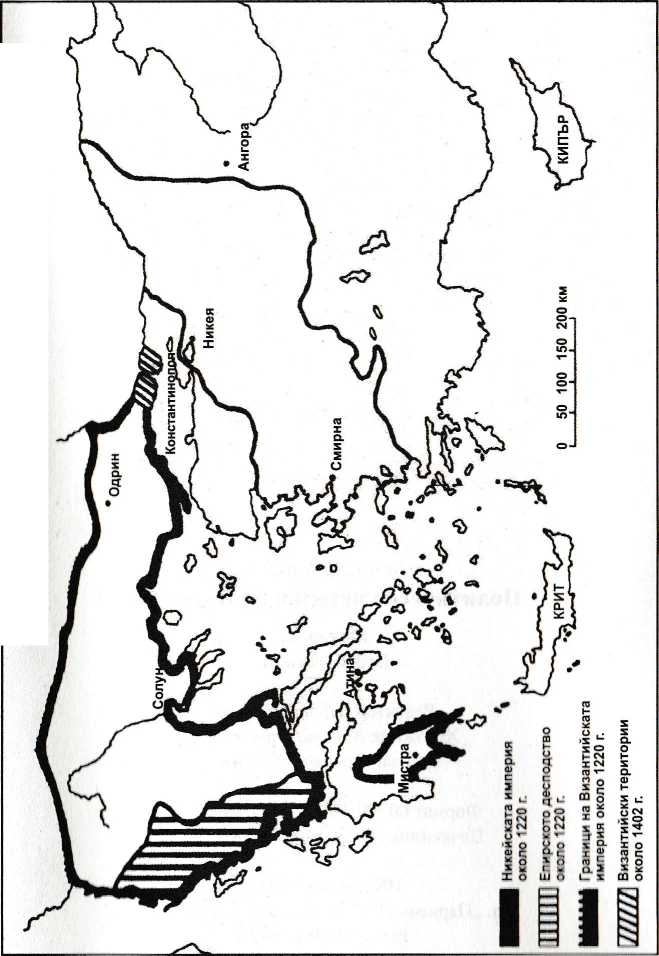 Ангора
Никея
Константинопол
Одрин
Смирна
Солун
Атина
Мистра
КРИТ
КИПЪР
0 50 100 150 200 км
Никейската империя
около 1220 г.
Епирското десподство
около 1220 г.
Граници на Византийската
империя около 1220 г.
Византийски територии
около 1402 г.